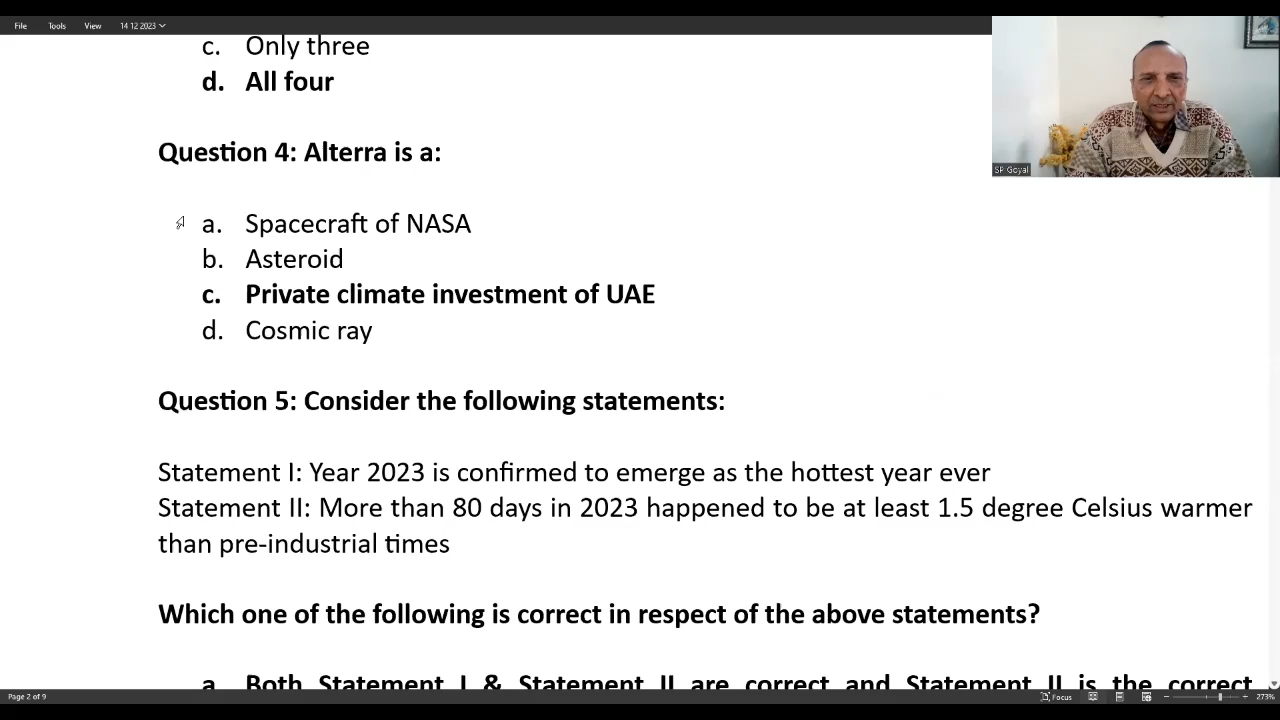 File Tools View 14 12 2023
c. Only three
d. All four
SP Goyal
Question 4: Alterra is a:
a. Spacecraft of NASA
b. Asteroid
c. Private climate investment of UAE
d. Cosmic ray
Question 5: Consider the following statements:
Statement I: Year 2023 is confirmed to emerge as the hottest year ever
Statement II: More than 80 days in 2023 happened to be at least 1.5 degree Celsius warmer
than pre-industrial times
Which one of the following is correct in respect of the above statements?
a. Both Statement I & Statement II are correct and Statement II is the correct
Page 2 of 9 Focus 273%